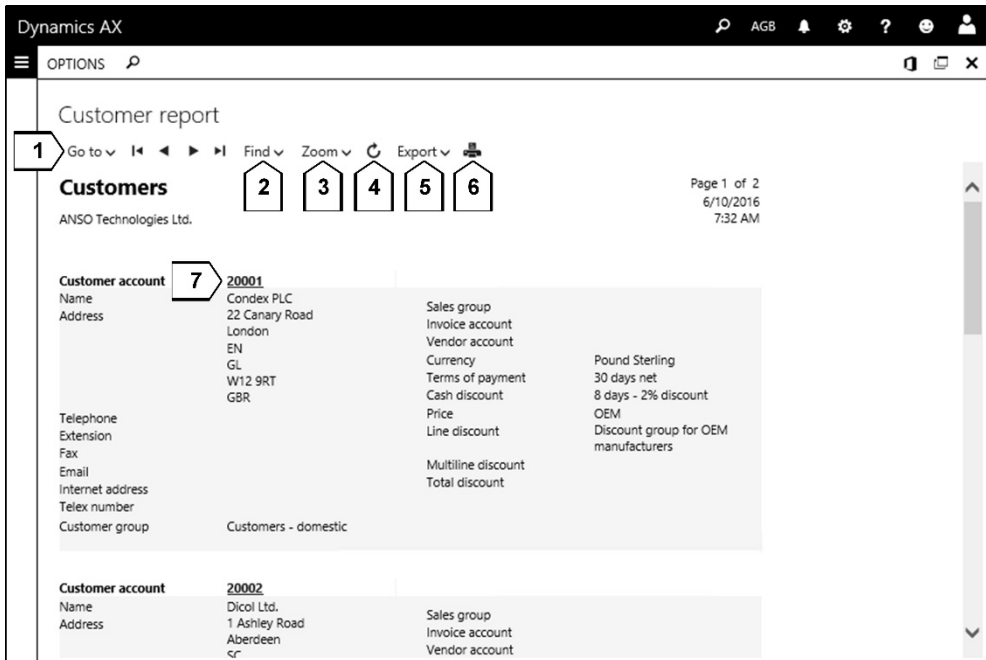 Dynamics AX
AGB
?
OPTIONS
Customer report
1 Go to Find Zoom Export
2 3 4 5 6
Customers
Page 1 of 2
6/10/2016
ANSO Technologies Ltd.
7:32 AM
Customer account 7 20001
Name Condex PLC
Sales group
Address 22 Canary Road
Invoice account
London
Vendor account
EN
Currency Pound Sterling
GL
Terms of payment 30 days net
W12 9RT
Cash discount 8 days - 2% discount
GBR
Price OEM
Telephone
Line discount Discount group for OEM
Extension
manufacturers
Fax
Multiline discount
Email
Total discount
Internet address
Telex number
Customer group Customers - domestic
Customer account 20002
Name Dicol Ltd.
Sales group
Address 1 Ashley Road
Invoice account
Aberdeen
Vendor account
SC